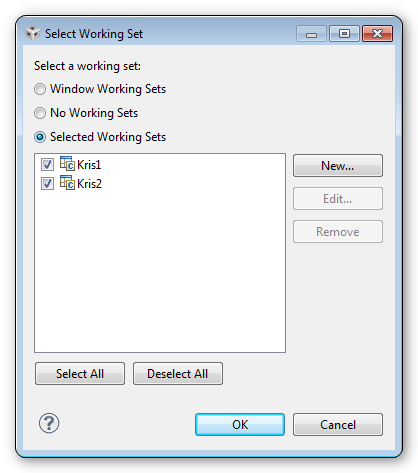 Select Working Set
Select a working set:
Window Working Sets
No Working Sets
Selected Working Sets
Kris1
Kris2
New...
Edit...
Remove
Select All
Deselect All
?
OK
Cancel